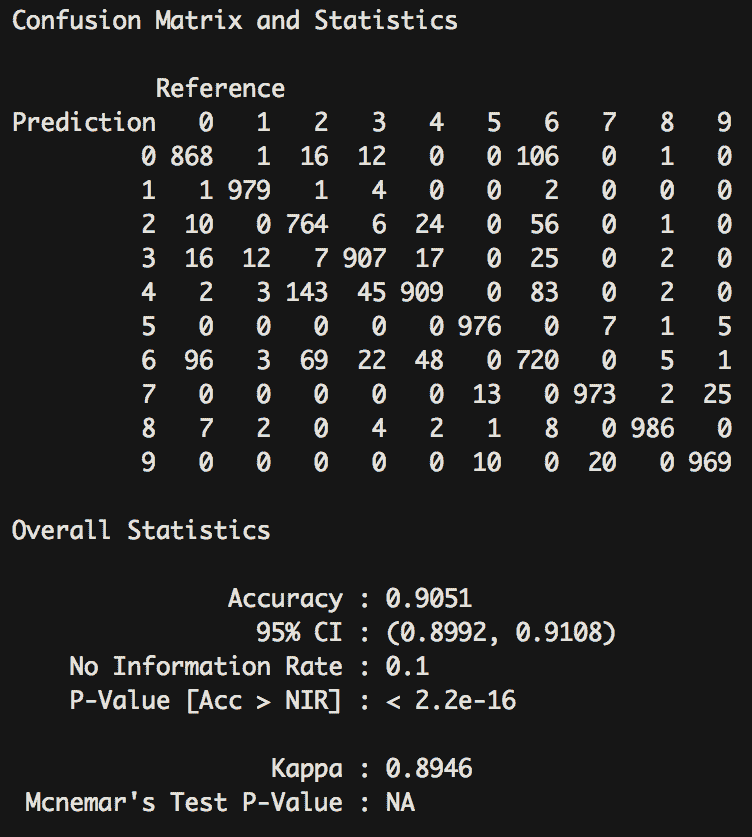 Confusion Matrix and Statistics
Reference
Prediction 0 1 2 3 4 5 6 7 8 9
0 868 1 16 12 0 0 106 0 1 0
1 1 979 1 4 0 0 2 0 0 0
2 10 0 764 6 24 0 56 0 1 0
3 16 12 7 907 17 0 25 0 2 0
4 2 3 143 45 909 0 83 0 2 0
5 0 0 0 0 0 976 0 7 1 5
6 96 3 69 22 48 0 720 0 5 1
7 0 0 0 0 0 13 0 973 2 25
8 7 2 0 4 2 1 8 0 986 0
9 0 0 0 0 0 10 0 20 0 969
Overall Statistics
Accuracy : 0.9051
95% CI : (0.8992, 0.9108)
No Information Rate : 0.1
P-Value [Acc > NIR] : < 2.2e-16
Kappa : 0.8946
Mcnemar's Test P-Value : NA